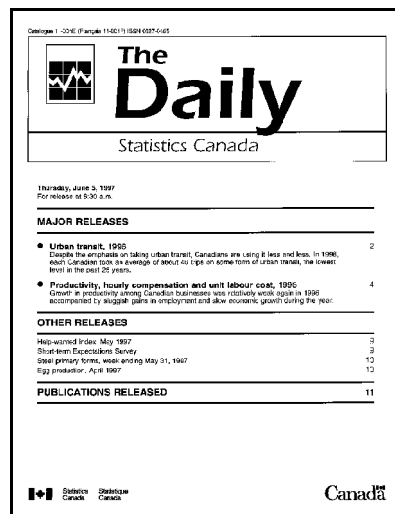 Catalogue 11-001E (Français 11-001F) ISSN 0827-0465
The
Daily
Statistics Canada
Thursday, June 5, 1997
For release at 8:30 a.m.
MAJOR RELEASES
● Urban transit, 1996 2
Despite the emphasis on taking urban transit, Canadians are using it less and less. In 1996,
each Canadian took an average of about 48 trips on some form of urban transit, the lowest
level in the past 25 years.
● Productivity, hourly compensation and unit labour cost, 1996 4
Growth in productivity among Canadian businesses was relatively weak again in 1996
accompanied by sluggish gains in employment and slow economic growth during the year.
OTHER RELEASES
Help-wanted index, May 1997 9
Short-term Expectations Survey 9
Steel primary forms, week ending May 31, 1997 10
Egg production, April 1997 10
PUBLICATIONS RELEASED 11
Statistics Statistique
Canada Canada
Canada